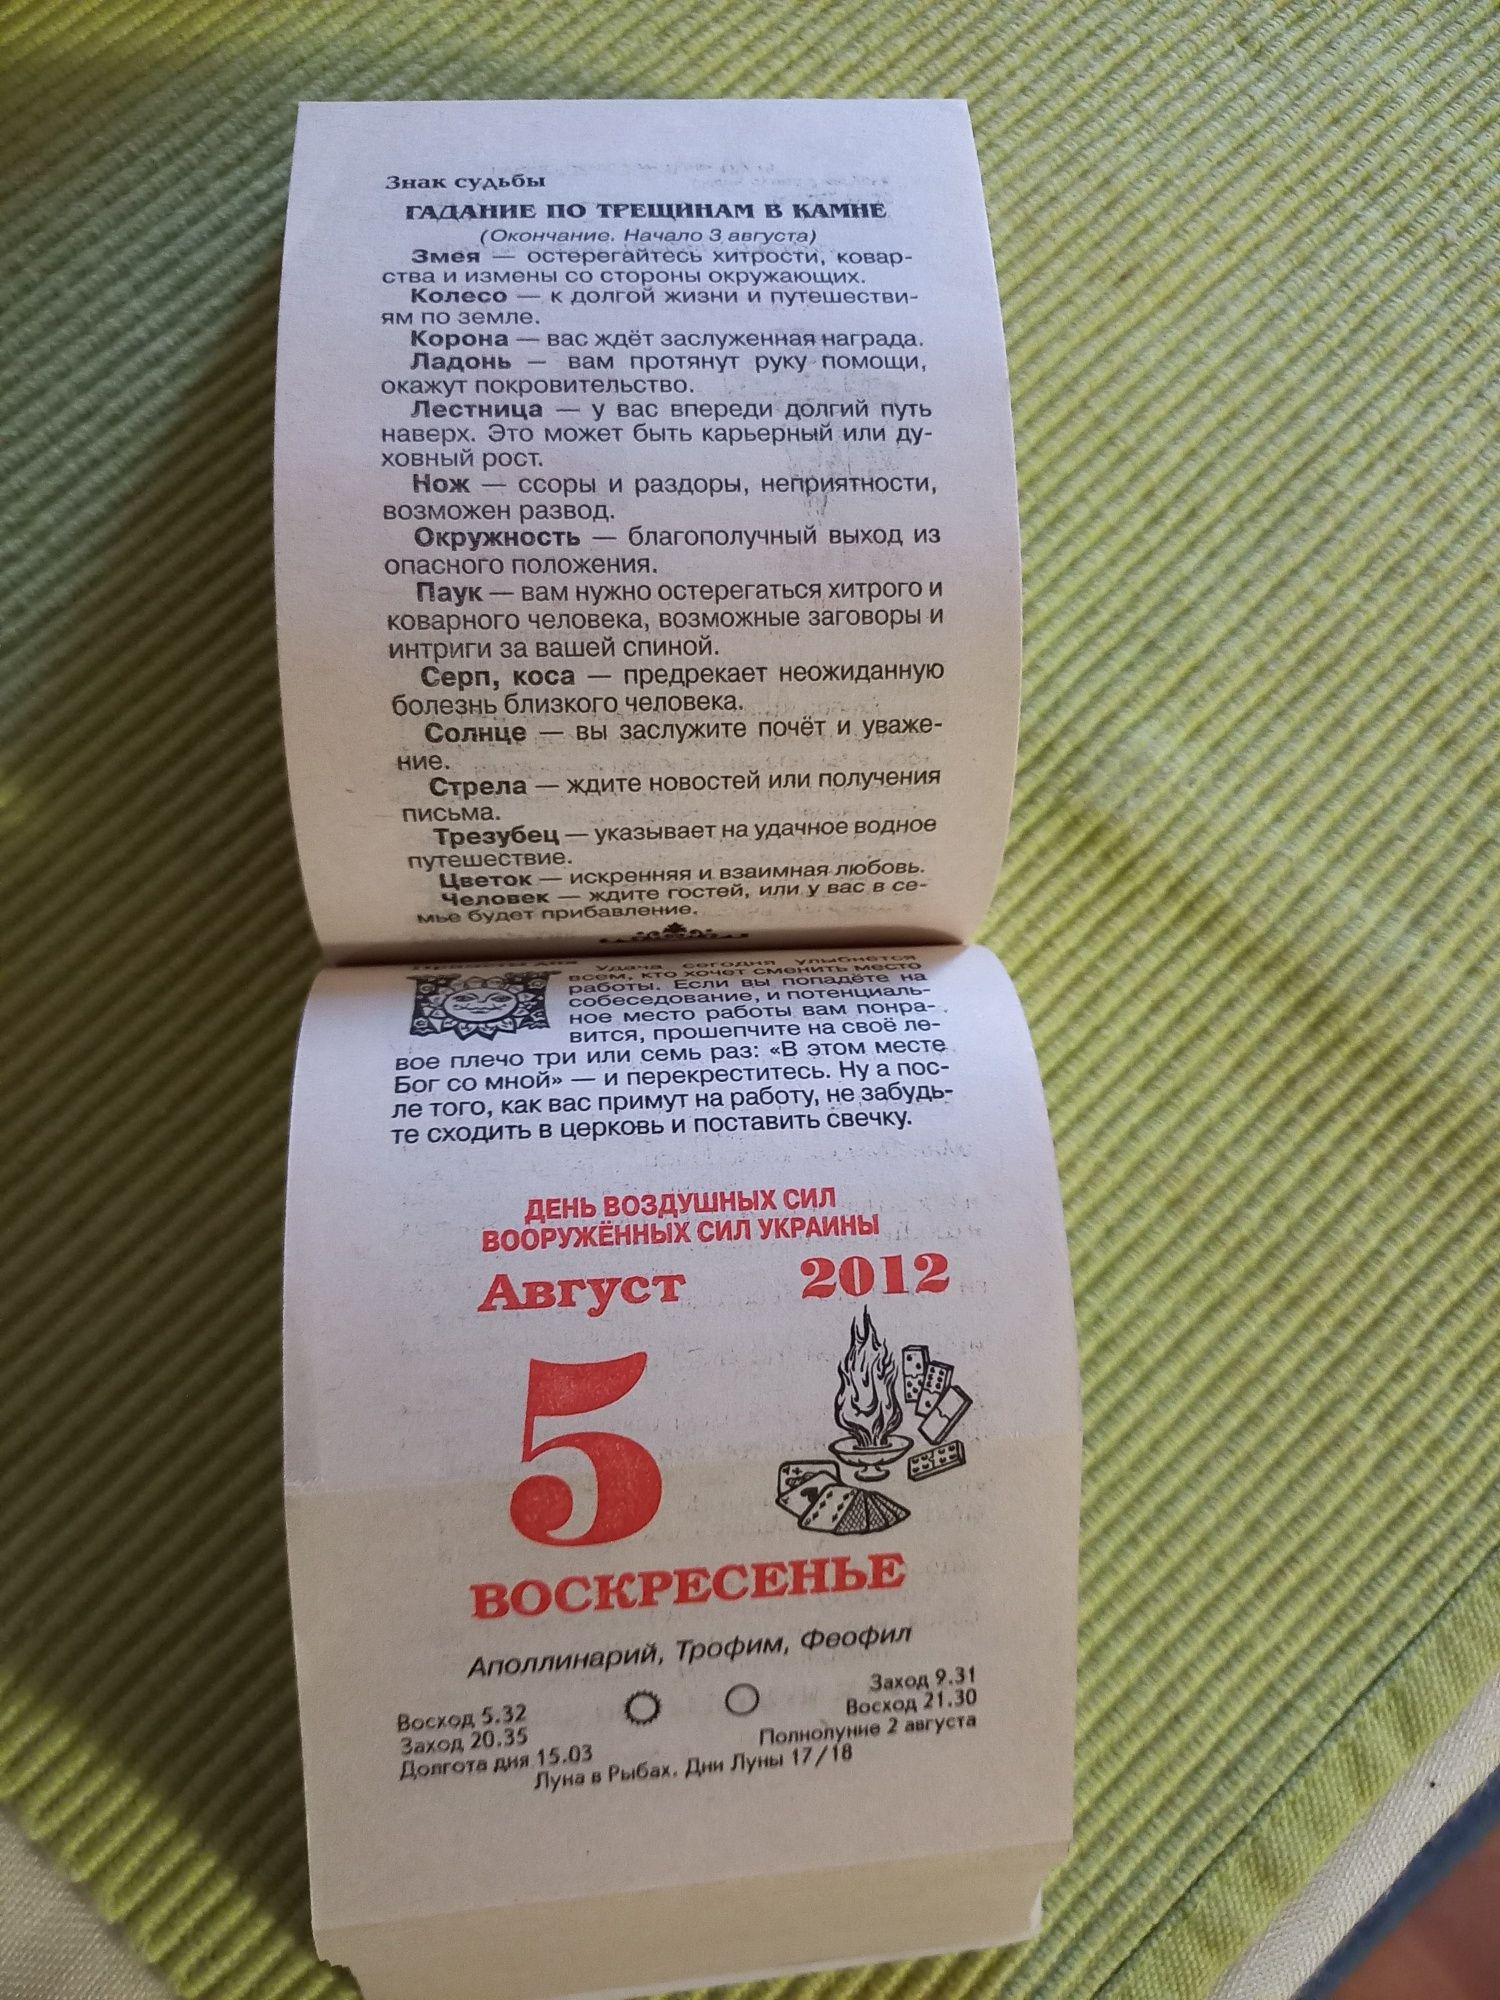 Знак судьбы
ГАДАНИЕ ПО ТРЕЩИНАМ В КАМНЕ
(Окончание. Начало 3 августа)
Змея — остерегайтесь хитрости, ковар-
ства и измены со стороны окружающих.
Колесо — к долгой жизни и путешестви-
ям по земле.
Корона — вас ждёт заслуженная награда.
Ладонь — вам протянут руку помощи,
окажут покровительство.
Лестница — у вас впереди долгий путь
наверх. Это может быть карьерный или ду-
ховный рост.
Нож — ссоры и раздоры, неприятности,
возможен развод.
Окружность — благополучный выход из
опасного положения.
Паук — вам нужно остерегаться хитрого и
коварного человека, возможные заговоры и
интриги за вашей спиной.
Серп, коса — предрекает неожиданную
болезнь близкого человека.
Солнце — вы заслужите почёт и уваже-
ние.
Стрела — ждите новостей или получения
письма.
Трезубец — указывает на удачное водное
путешествие.
Цветок — искренняя и взаимная любовь.
Человек — ждите гостей, или у вас в се-
мье будет прибавление.
Удача сегодня улыбнётся
всем, кто хочет сменить место
работы. Если вы попадёте на
собеседование, и потенциаль-
ное место работы вам понра-
вится, прошепчите на своё ле-
вое плечо три или семь раз: «В этом месте
Бог со мной» — и перекреститесь. Ну а пос-
ле того, как вас примут на работу, не забудь-
те сходить в церковь и поставить свечку.
ДЕНЬ ВОЗДУШНЫХ СИЛ
ВООРУЖЁННЫХ СИЛ УКРАИНЫ
Август 2012
5
ВОСКРЕСЕНЬЕ
Аполлинарий, Трофим, Феофил
Восход 5.32
Заход 20.35
Долгота дня 15.03
Заход 9.31
Восход 21.30
Полнолуние 2 августа
Луна в Рыбах. Дни Луны 17/18